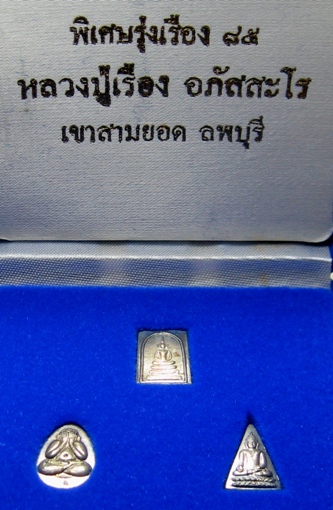 พิเศษรุ่งเรือง ๘๕
หลวงปู่เรือง อภัสสะโร
เขาสามยอด ลพบุรี